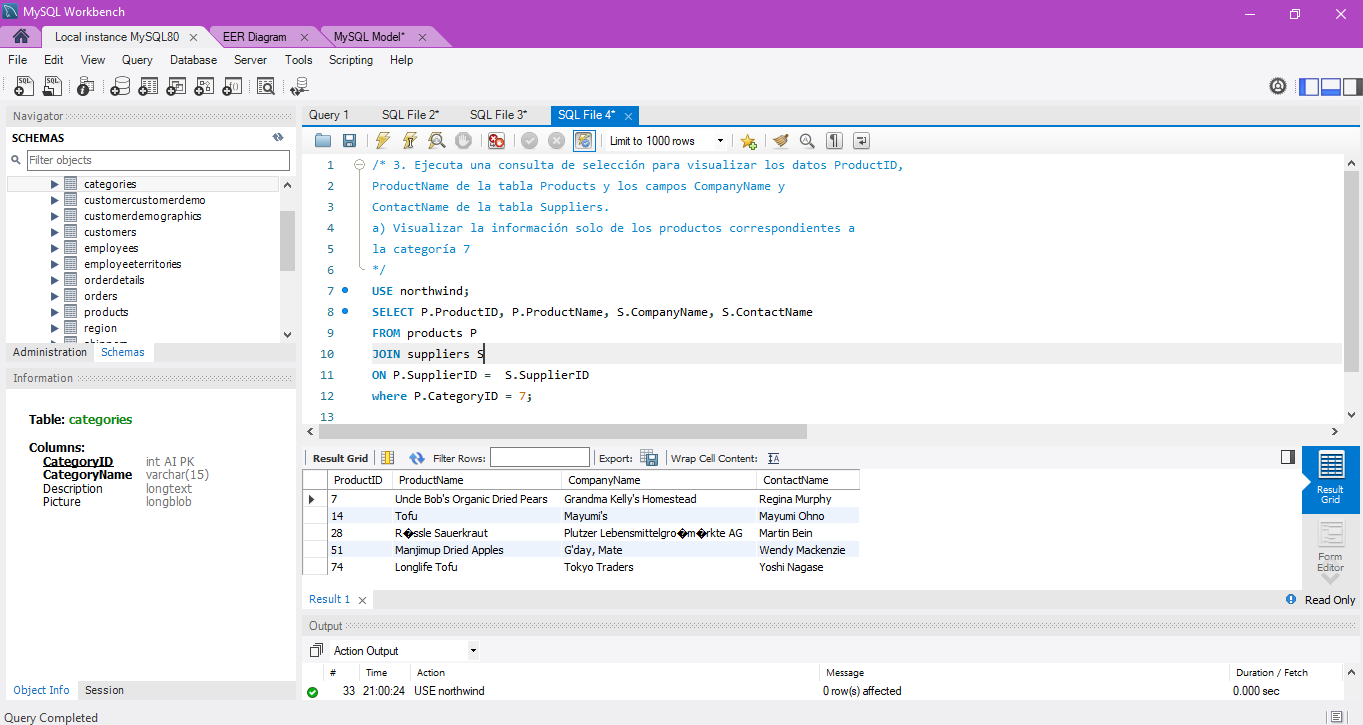 MySQL Workbench
Local instance MySQL80
EER Diagram
MySQL Model*
File Edit View Query Database Server Tools Scripting Help
Navigator
SCHEMAS
Filter objects
categories
customercustomerdemo
customerdemographics
customers
employees
employeeterritories
orderdetails
orders
products
region
Administration Schemas
Information
Table: categories
Columns:
CategoryID int AI PK
CategoryName varchar(15)
Description longtext
Picture longblob
Object Info Session
Query 1 SQL File 2* SQL File 3* SQL File 4*
Limit to 1000 rows
1 /* 3. Ejecuta una consulta de selección para visualizar los datos ProductID,
2 ProductName de la tabla Products y los campos CompanyName y
3 ContactName de la tabla Suppliers.
4 a) Visualizar la información solo de los productos correspondientes a
5 la categoría 7
6 */
7 USE northwind;
8 SELECT P.ProductID, P.ProductName, S.CompanyName, S.ContactName
9 FROM products P
10 JOIN suppliers S
11 ON P.SupplierID =  S.SupplierID
12 where P.CategoryID = 7;
13
Result Grid Filter Rows: Export: Wrap Cell Content:
ProductID ProductName CompanyName ContactName
7 Uncle Bob's Organic Dried Pears Grandma Kelly's Homestead Regina Murphy
14 Tofu Mayumi's Mayumi Ohno
28 R�ssle Sauerkraut Plutzer Lebensmittelgro�m�rkte AG Martin Bein
51 Manjimup Dried Apples G'day, Mate Wendy Mackenzie
74 Longlife Tofu Tokyo Traders Yoshi Nagase
Result Grid
Form Editor
Result 1
Read Only
Output
Action Output
# Time Action Message Duration / Fetch
33 21:00:24 USE northwind 0 row(s) affected 0.000 sec
Query Completed